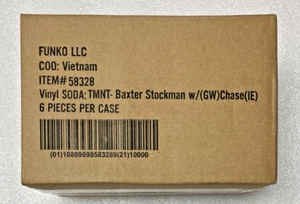 FUNKO LLC
COO: Vietnam
ITEM# 58328
Vinyl SODA: TMNT- Baxter Stockman w/(GW)Chase(IE)
6 PIECES PER CASE
(01)10889698583289(21)10000